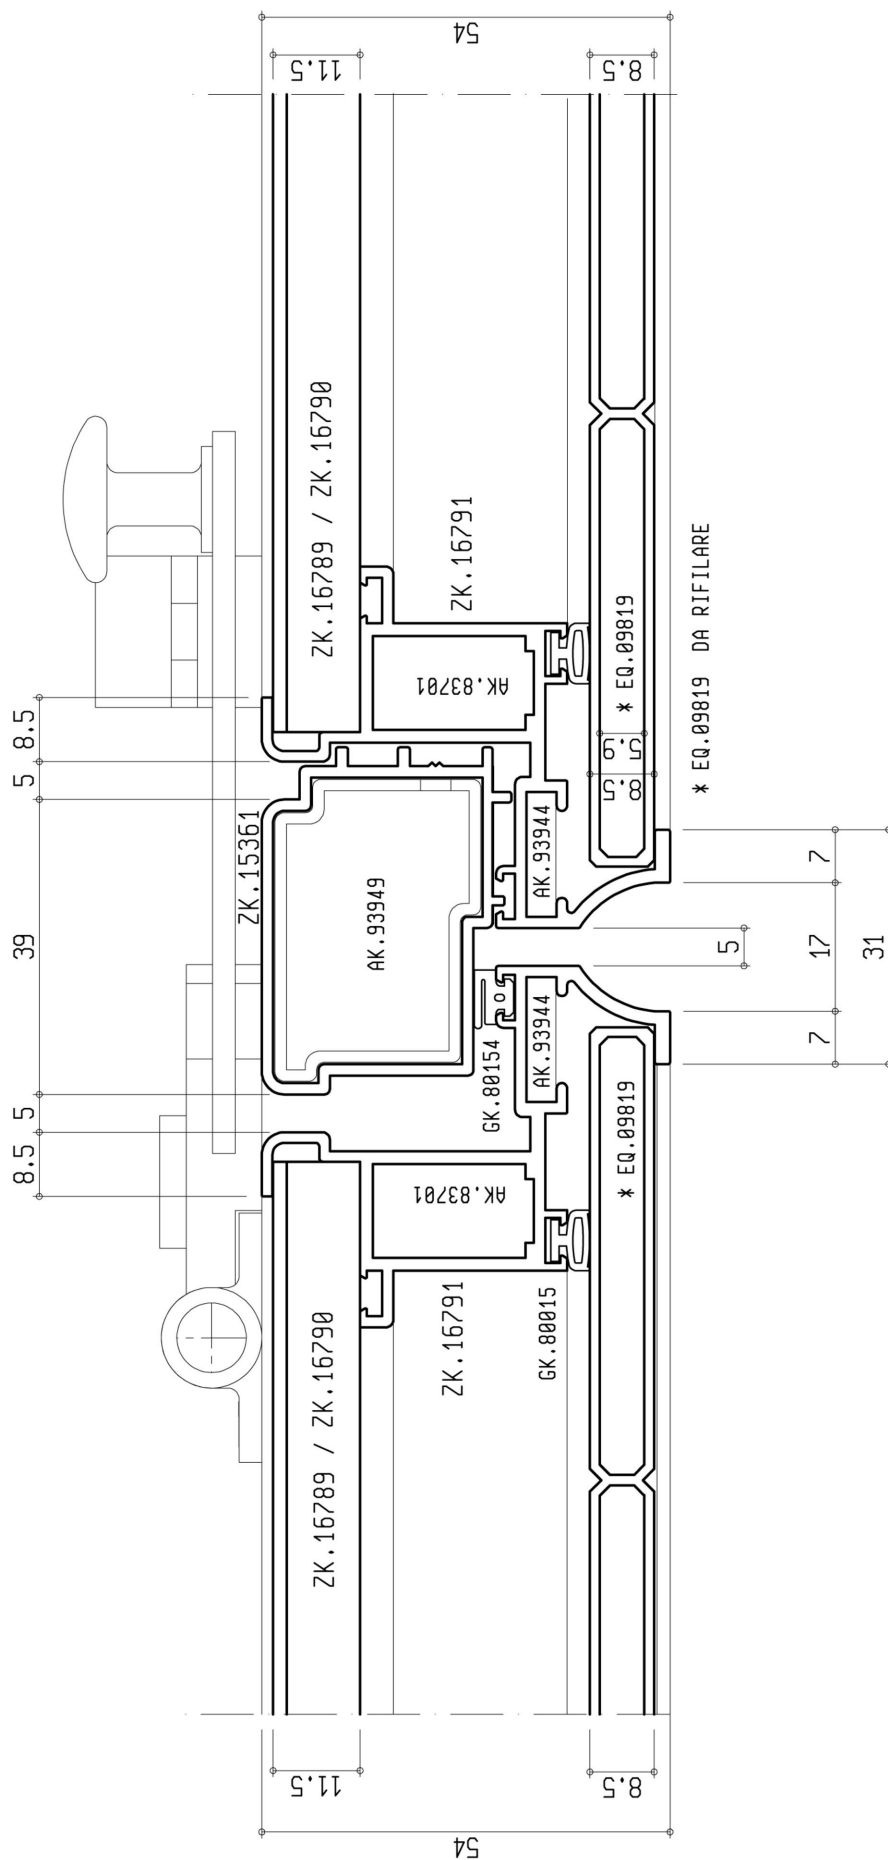 54
11.5
8.5
ZK.16789 / ZK.16790
ZK.16791
AK.83701
* EQ.09819
* EQ.09819 DA RIFILARE
5.9
8.5
8.5
5
39
5
8.5
ZK.15361
AK.93949
AK.93944
7
5
17
31
7
AK.93944
GK.80154
* EQ.09819
AK.83701
ZK.16791
GK.80015
ZK.16789 / ZK.16790
11.5
8.5
54